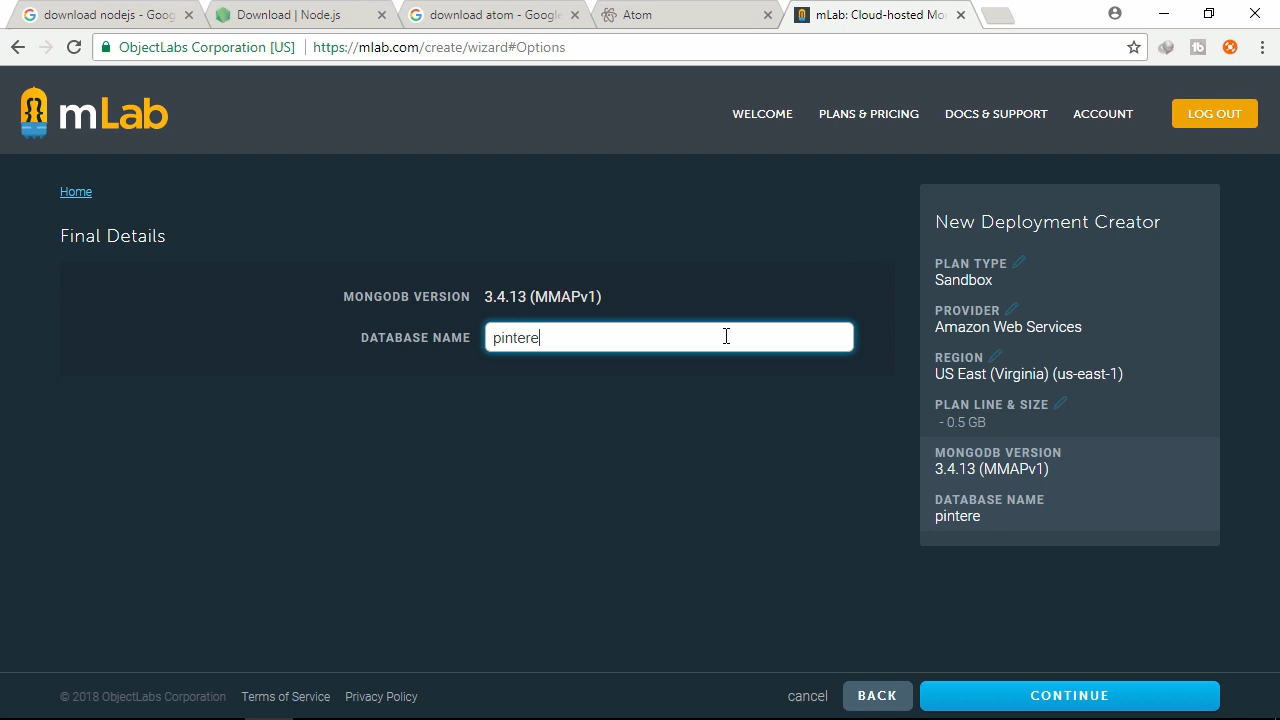 download nodejs - Goog
Download | Node.js
download atom - Google
Atom
mLab: Cloud-hosted Mo
ObjectLabs Corporation [US]
https://mlab.com/create/wizard#Options
mLab
WELCOME
PLANS & PRICING
DOCS & SUPPORT
ACCOUNT
LOG OUT
Home
Final Details
MONGODB VERSION 3.4.13 (MMAPv1)
DATABASE NAME pintere
New Deployment Creator
PLAN TYPE
Sandbox
PROVIDER
Amazon Web Services
REGION
US East (Virginia) (us-east-1)
PLAN LINE & SIZE
- 0.5 GB
MONGODB VERSION
3.4.13 (MMAPv1)
DATABASE NAME
pintere
© 2018 ObjectLabs Corporation Terms of Service Privacy Policy
cancel
BACK
CONTINUE